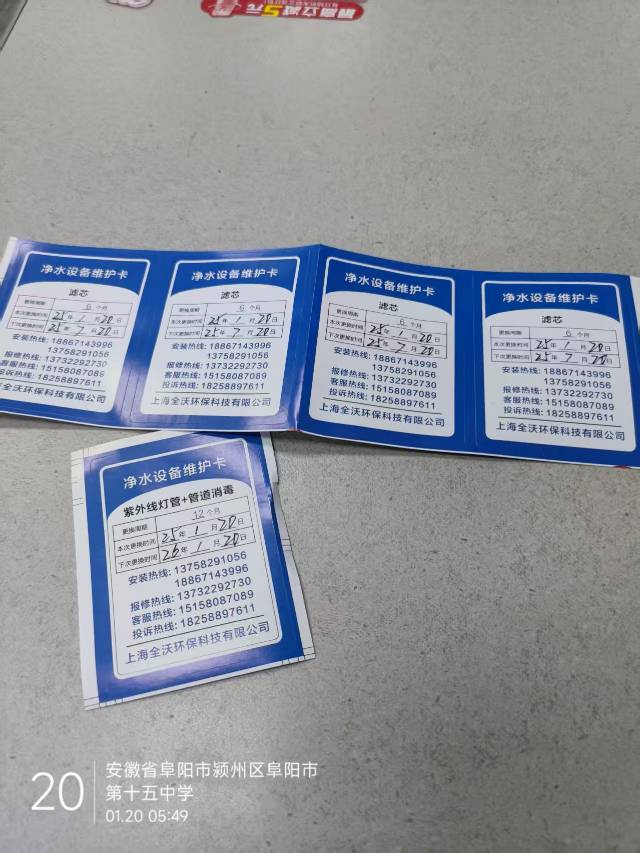 最高立减5元
净水设备维护卡
滤芯
更换周期 6个月
本次更换时间 25年1月20日
下次更换时间 25年7月20日
安装热线: 18867143996
13758291056
报修热线: 13732292730
客服热线: 15158087089
投诉热线: 18258897611
上海全沃环保科技有限公司
净水设备维护卡
滤芯
更换周期 6个月
本次更换时间 25年1月20日
下次更换时间 25年7月20日
安装热线: 18867143996
13758291056
报修热线: 13732292730
客服热线: 15158087089
投诉热线: 18258897611
上海全沃环保科技有限公司
净水设备维护卡
滤芯
更换周期 6个月
本次更换时间 25年1月20日
下次更换时间 25年7月20日
安装热线: 18867143996
13758291056
报修热线: 13732292730
客服热线: 15158087089
投诉热线: 18258897611
上海全沃环保科技有限公司
净水设备维护卡
滤芯
更换周期 6个月
本次更换时间 25年1月20日
下次更换时间 25年7月20日
安装热线: 18867143996
13758291056
报修热线: 13732292730
客服热线: 15158087089
投诉热线: 18258897611
上海全沃环保科技有限公司
净水设备维护卡
紫外线灯管+管道消毒
更换周期 12个月
本次更换时间 25年1月20日
下次更换时间 26年1月20日
安装热线: 13758291056
18867143996
报修热线: 13732292730
客服热线: 15158087089
投诉热线: 18258897611
上海全沃环保科技有限公司
20
安徽省阜阳市颍州区阜阳市
第十五中学
01.20 05:49